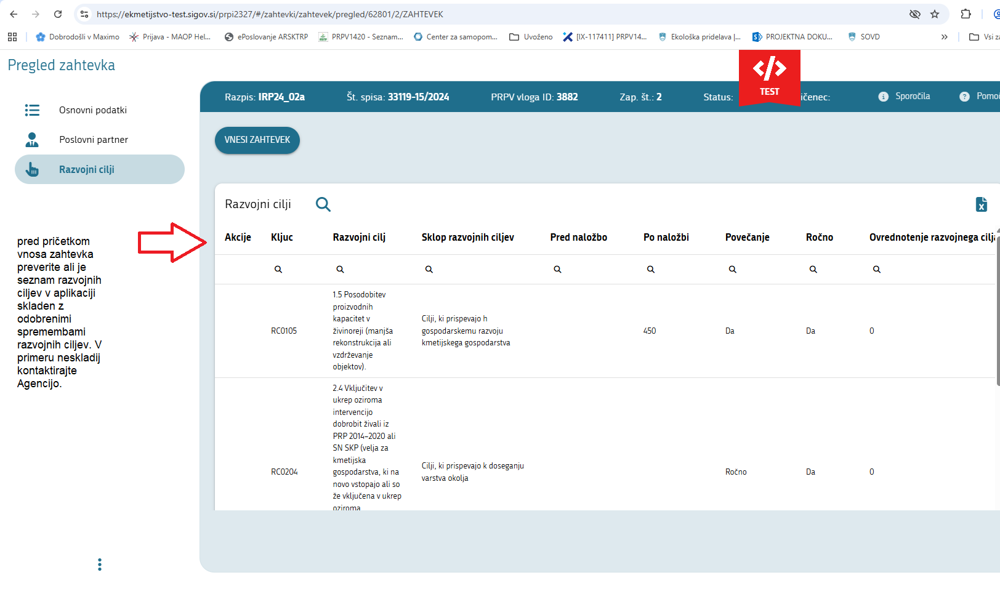 https://ekmetijstvo-test.sigov.si/prpi2327/#/zahtevki/zahtevek/pregled/62801/2/ZAHTEVEK
Dobrodošli v Maximo
Prijava - MAOP Hel...
ePoslovanje ARSKTRP
PRPV1420 - Seznam...
Center za samopom...
Uvoženo
[IX-117411] PRPV14...
Ekološka pridelava |...
PROJEKTNA DOKU...
SOVD
»
Vsi za
Pregled zahtevka
Osnovni podatki
Poslovni partner
Razvojni cilji
Razpis: IRP24_02a
Št. spisa: 33119-15/2024
PRPV vloga ID: 3882
Zap. št.: 2
Status:
TEST
ičenec:
Sporočila
Pomoč
VNESI ZAHTEVEK
pred pričetkom
vnosa zahtevka
preverite ali je
seznam razvojnih
ciljev v aplikaciji
skladen z
odobrenimi
spremembami
razvojnih ciljev. V
primeru neskladij
kontaktirajte
Agencijo.
Razvojni cilji
Akcije
Kljuc
Razvojni cilj
Sklop razvojnih ciljev
Pred naložbo
Po naložbi
Povečanje
Ročno
Ovrednotenje razvojnega cilja
RC0105
1.5 Posodobitev
proizvodnih
kapacitet v
živinoreji (manjša
rekonstrukcija ali
vzdrževanje
objektov).
Cilji, ki prispevajo h
gospodarskemu razvoju
kmetijskega gospodarstva
450
Da
Da
0
RC0204
2.4 Vključitev v
ukrep oziroma
intervencijo
dobrobit živali iz
PRP 2014–2020 ali
SN SKP (velja za
kmetijska
gospodarstva, ki na
novo vstopajo ali so
že vključena v ukrep
oziroma
Cilji, ki prispevajo k doseganju
varstva okolja
Ročno
Da
0